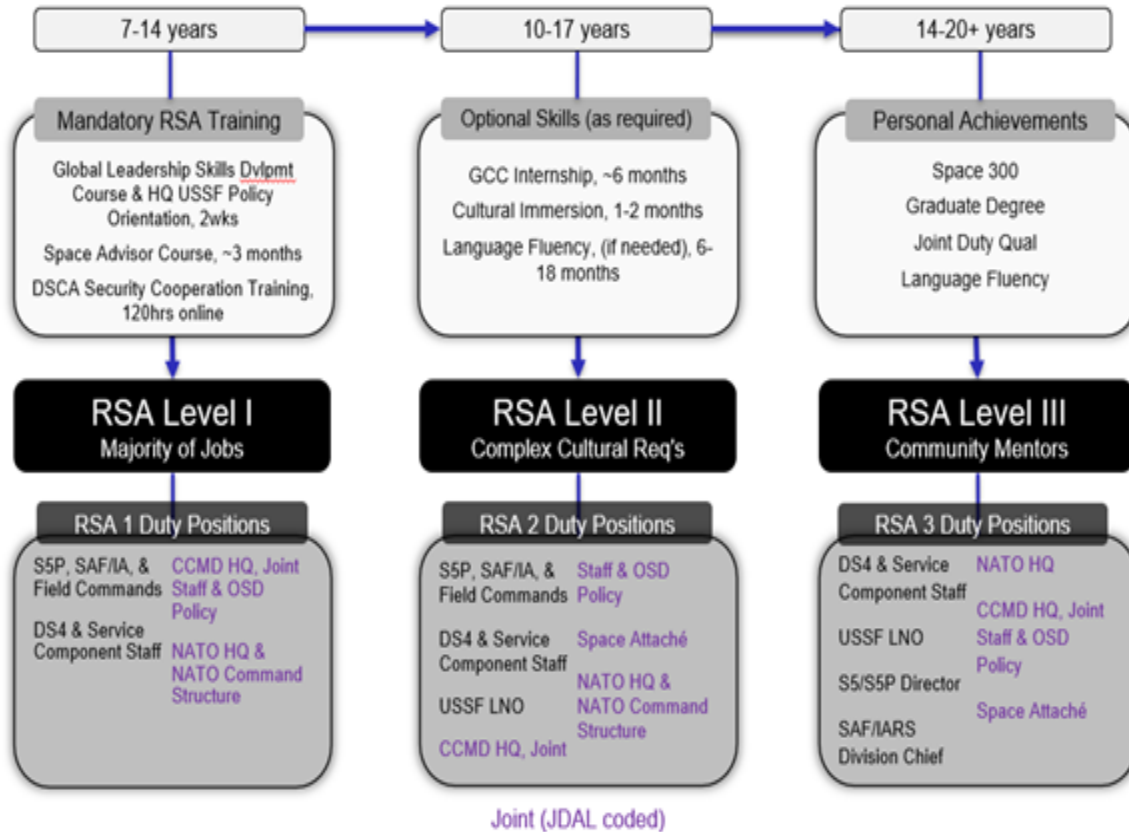 7-14 years
10-17 years
14-20+ years
Mandatory RSA Training
Global Leadership Skills Dvlpmt
Course & HQ USSF Policy
Orientation, 2wks
Space Advisor Course, ~3 months
DSCA Security Cooperation Training,
120hrs online
Optional Skills (as required)
GCC Internship, ~6 months
Cultural Immersion, 1-2 months
Language Fluency, (if needed), 6-
18 months
Personal Achievements
Space 300
Graduate Degree
Joint Duty Qual
Language Fluency
RSA Level I
Majority of Jobs
RSA Level II
Complex Cultural Req's
RSA Level III
Community Mentors
RSA 1 Duty Positions
S5P, SAF/IA, &
Field Commands
DS4 & Service
Component Staff
CCMD HQ, Joint
Staff & OSD
Policy
NATO HQ &
NATO Command
Structure
RSA 2 Duty Positions
S5P, SAF/IA, &
Field Commands
DS4 & Service
Component Staff
USSF LNO
CCMD HQ, Joint
Staff & OSD
Policy
Space Attaché
NATO HQ &
NATO Command
Structure
RSA 3 Duty Positions
DS4 & Service
Component Staff
USSF LNO
S5/S5P Director
SAF/IARS
Division Chief
NATO HQ
CCMD HQ, Joint
Staff & OSD
Policy
Space Attaché
Joint (JDAL coded)